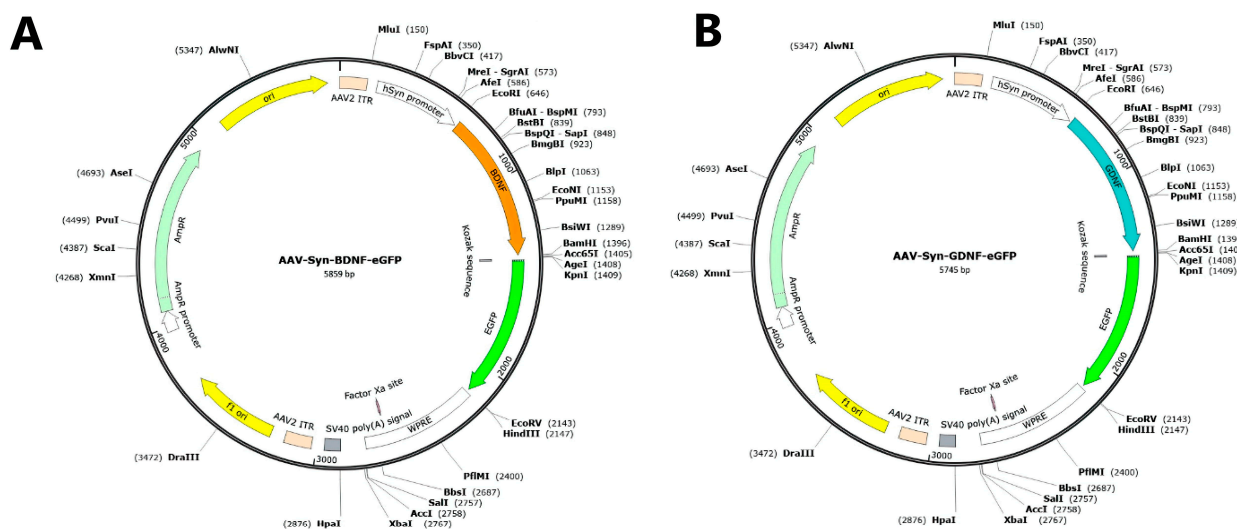 A
MluI (150)
FspAI (350)
BbvCI (417)
MreI - SgrAI (573)
AfeI (586)
EcoRI (646)
BfuAI - BspMI (793)
BstBI (839)
BspQI - SapI (848)
BmgBI (923)
BlpI (1063)
EcoNI (1153)
PpuMI (1158)
BsiWI (1289)
BamHI (1396)
Acc65I (1405)
AgeI (1408)
KpnI (1409)
EcoRV (2143)
HindIII (2147)
PflMI (2400)
BbsI (2687)
SalI (2757)
AccI (2758)
XbaI (2767)
(2876) HpaI
(3472) DraIII
(4268) XmnI
(4387) ScaI
(4499) PvuI
(4693) AseI
(5347) AlwNI
AAV2 ITR
hSyn promoter
BDNF
Kozak sequence
EGFP
WPRE
Factor Xa site
SV40 poly(A) signal
AAV2 ITR
f1 ori
AmpR promoter
AmpR
ori
1000
2000
3000
4000
5000
AAV-Syn-BDNF-eGFP
5859 bp
B
MluI (150)
FspAI (350)
BbvCI (417)
MreI - SgrAI (573)
AfeI (586)
EcoRI (646)
BfuAI - BspMI (793)
BstBI (839)
BspQI - SapI (848)
BmgBI (923)
BlpI (1063)
EcoNI (1153)
PpuMI (1158)
BsiWI (1289
BamHI (139
Acc65I (140
AgeI (1408)
KpnI (1409)
EcoRV (2143)
HindIII (2147)
PflMI (2400)
BbsI (2687)
SalI (2757)
AccI (2758)
XbaI (2767)
(2876) HpaI
(3472) DraIII
(4268) XmnI
(4387) ScaI
(4499) PvuI
(4693) AseI
(5347) AlwNI
AAV2 ITR
hSyn promoter
GDNF
Kozak sequence
EGFP
WPRE
Factor Xa site
SV40 poly(A) signal
AAV2 ITR
f1 ori
AmpR promoter
AmpR
ori
1000
2000
3000
4000
5000
AAV-Syn-GDNF-eGFP
5745 bp